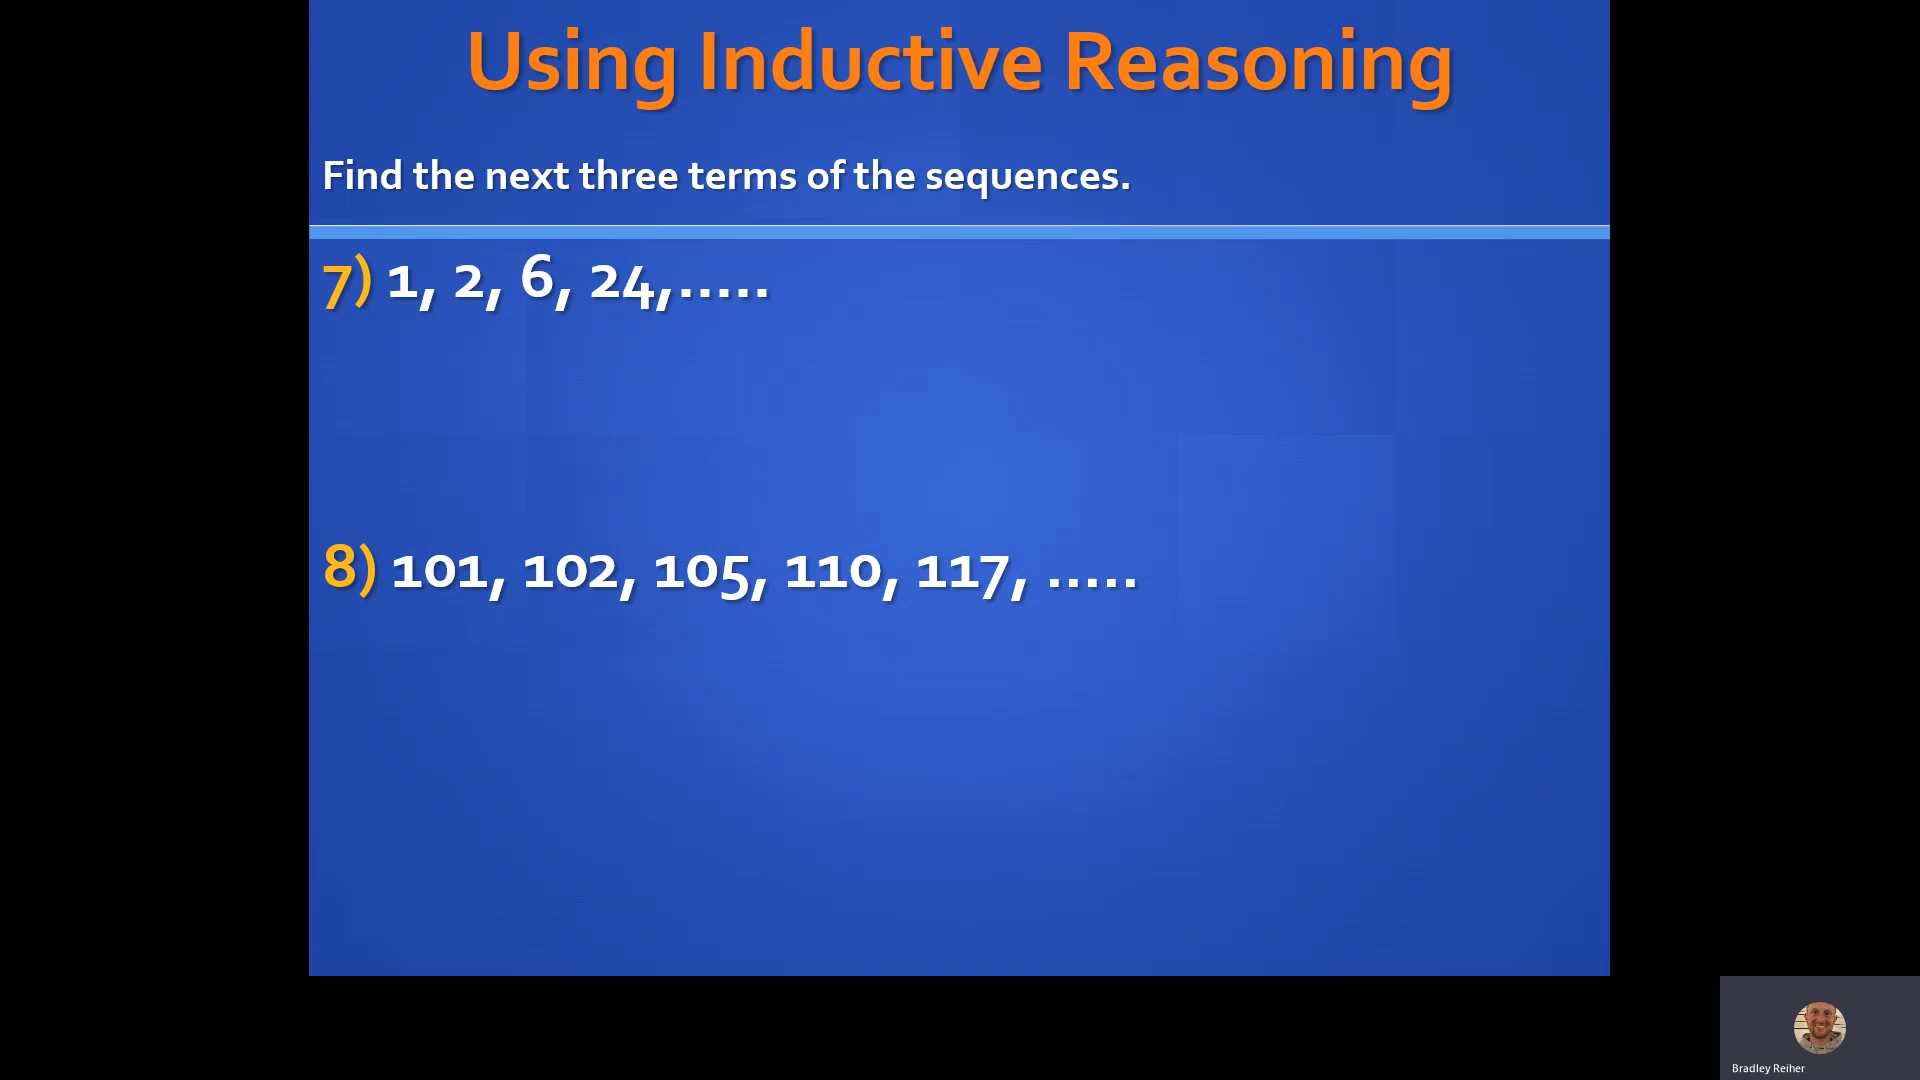 Using Inductive Reasoning
Find the next three terms of the sequences.
7) 1, 2, 6, 24,.....
8) 101, 102, 105, 110, 117, .....
Bradley Reiher